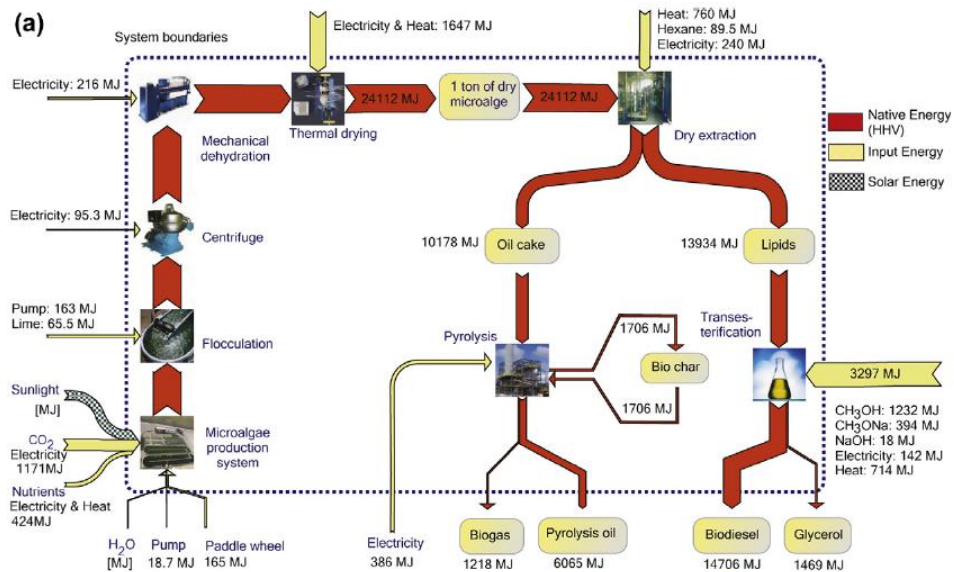 (a)
System boundaries
Electricity & Heat: 1647 MJ
Heat: 760 MJ
Hexane: 89.5 MJ
Electricity: 240 MJ
Electricity: 216 MJ
24112 MJ
1 ton of dry
microalge
24112 MJ
Thermal drying
Dry extraction
Mechanical
dehydration
Native Energy
(HHV)
Input Energy
Solar Energy
Electricity: 95.3 MJ
Centrifuge
10178 MJ
Oil cake
13934 MJ
Lipids
Pump: 163 MJ
Lime: 65.5 MJ
Flocculation
Pyrolysis
1706 MJ
Bio char
1706 MJ
Transes-
terification
3297 MJ
CH3OH: 1232 MJ
CH3ONa: 394 MJ
NaOH: 18 MJ
Electricity: 142 MJ
Heat: 714 MJ
Sunlight
[MJ]
CO2
Electricity
1171MJ
Nutrients
Electricity & Heat
424MJ
Microalgae
production
system
H2O
[MJ]
Pump
18.7 MJ
Paddle wheel
165 MJ
Electricity
386 MJ
Biogas
1218 MJ
Pyrolysis oil
6065 MJ
Biodiesel
14706 MJ
Glycerol
1469 MJ